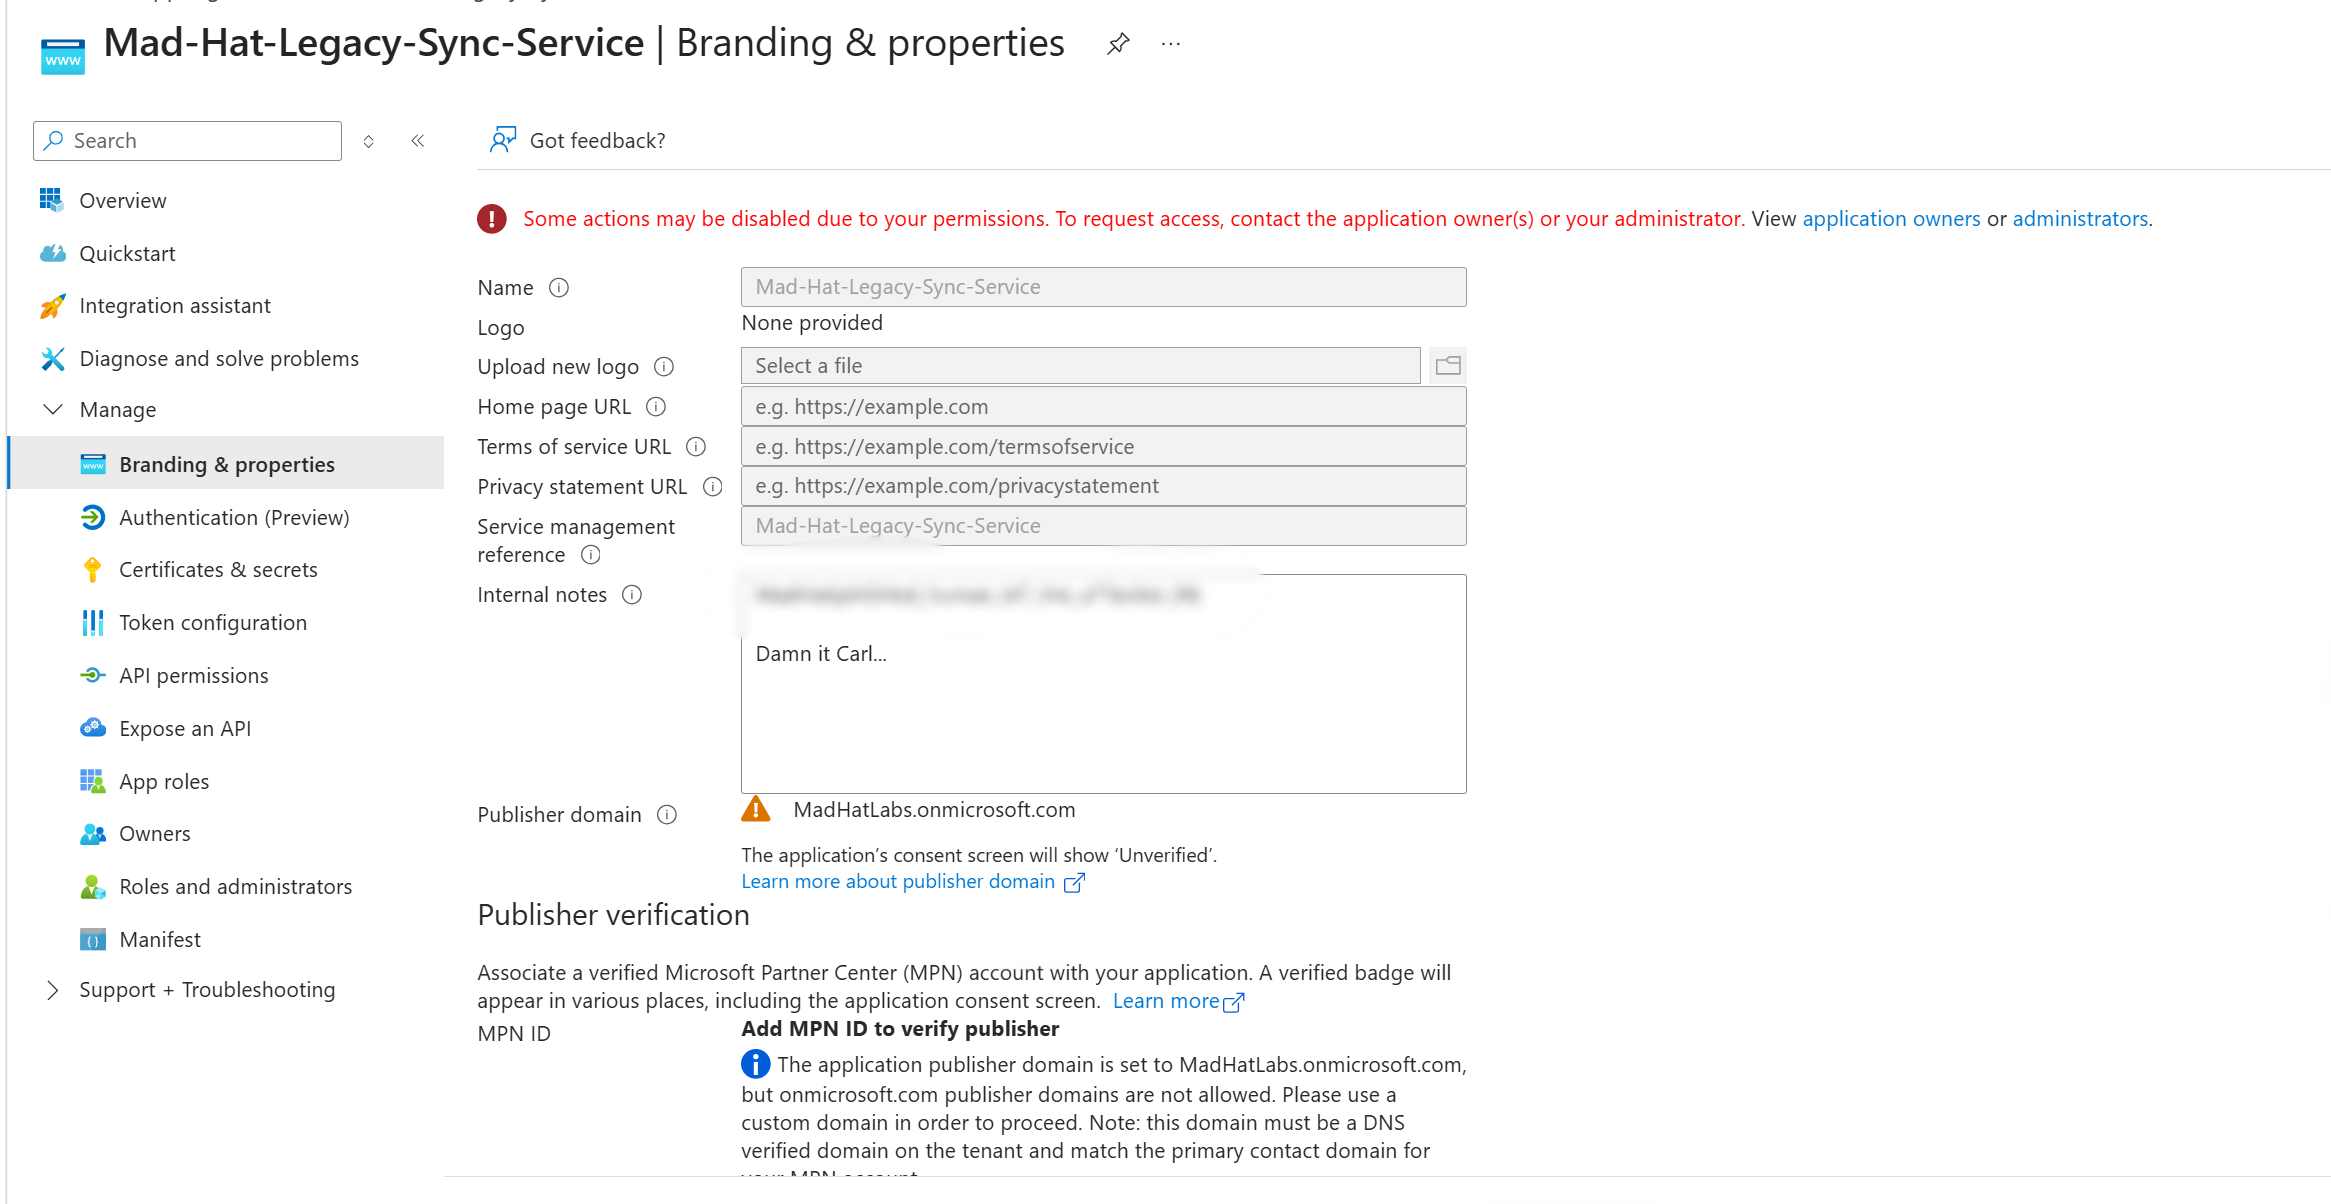 Mad-Hat-Legacy-Sync-Service | Branding & properties
Search
Got feedback?
Overview
Quickstart
Integration assistant
Diagnose and solve problems
Manage
Branding & properties
Authentication (Preview)
Certificates & secrets
Token configuration
API permissions
Expose an API
App roles
Owners
Roles and administrators
Manifest
Support + Troubleshooting
Some actions may be disabled due to your permissions. To request access, contact the application owner(s) or your administrator. View application owners or administrators.
Name
Mad-Hat-Legacy-Sync-Service
Logo
None provided
Upload new logo
Select a file
Home page URL
e.g. https://example.com
Terms of service URL
e.g. https://example.com/termsofservice
Privacy statement URL
e.g. https://example.com/privacystatement
Service management
reference
Mad-Hat-Legacy-Sync-Service
Internal notes
Damn it Carl...
Publisher domain
MadHatLabs.onmicrosoft.com
The application's consent screen will show ‘Unverified’.
Learn more about publisher domain
Publisher verification
Associate a verified Microsoft Partner Center (MPN) account with your application. A verified badge will
appear in various places, including the application consent screen. Learn more
MPN ID
Add MPN ID to verify publisher
The application publisher domain is set to MadHatLabs.onmicrosoft.com,
but onmicrosoft.com publisher domains are not allowed. Please use a
custom domain in order to proceed. Note: this domain must be a DNS
verified domain on the tenant and match the primary contact domain for